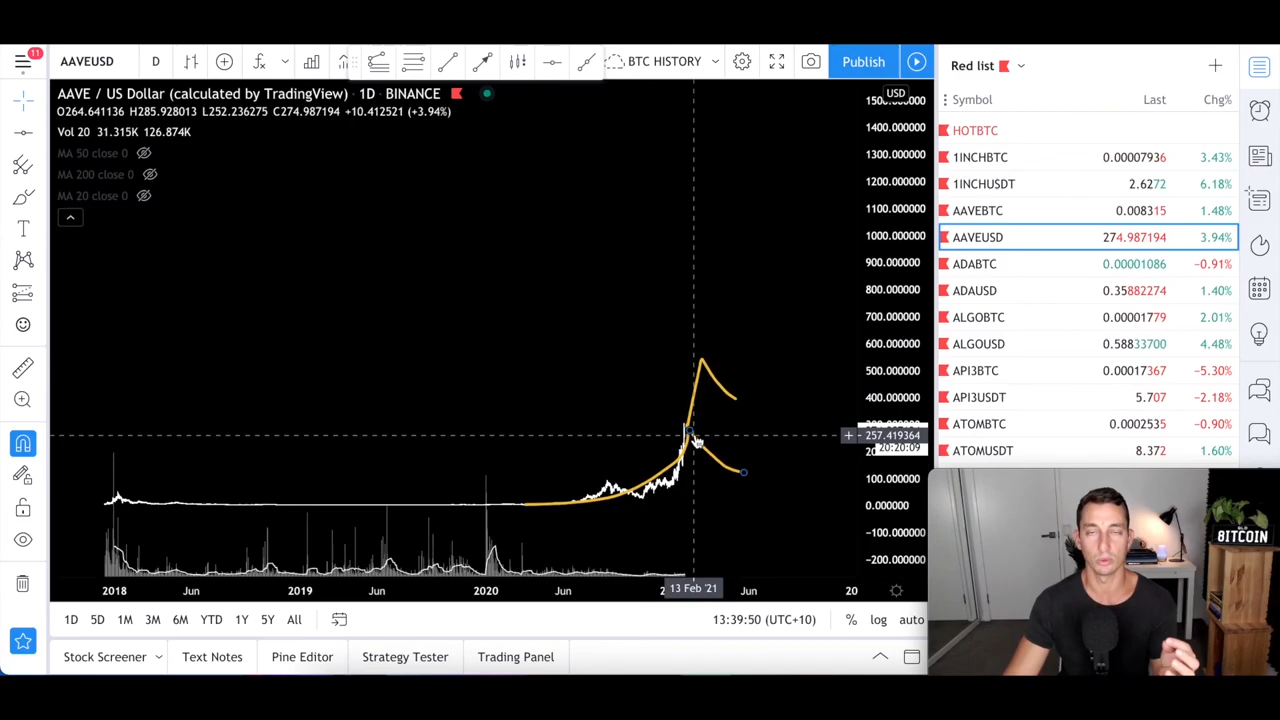 11
AAVEUSD
D
BTC HISTORY
Publish
AAVE / US Dollar (calculated by TradingView) · 1D · BINANCE
O264.641136 H285.928013 L252.236275 C274.987194 +10.412521 (+3.94%)
Vol 20 31.315K 126.874K
MA 50 close 0
MA 200 close 0
MA 20 close 0
USD
1400.000000
1300.000000
1200.000000
1100.000000
1000.000000
900.000000
800.000000
700.000000
600.000000
500.000000
400.000000
257.419364
20:20:09
100.000000
0.000000
−100.000000
−200.000000
2018
Jun
2019
Jun
2020
Jun
13 Feb '21
Jun
20
1D
5D
1M
3M
6M
YTD
1Y
5Y
All
13:39:50 (UTC+10)
%
log
auto
Stock Screener
Text Notes
Pine Editor
Strategy Tester
Trading Panel
Red list
Symbol Last Chg%
HOTBTC
1INCHBTC 0.00007936 3.43%
1INCHUSDT 2.6272 6.18%
AAVEBTC 0.008315 1.48%
AAVEUSD 274.987194 3.94%
ADABTC 0.00001086 −0.91%
ADAUSD 0.35882274 1.40%
ALGOBTC 0.00001779 2.01%
ALGOUSD 0.58833700 4.48%
API3BTC 0.00017367 −5.30%
API3USDT 5.707 −2.18%
ATOMBTC 0.0002535 −0.90%
ATOMUSDT 8.372 1.60%
BITCOIN